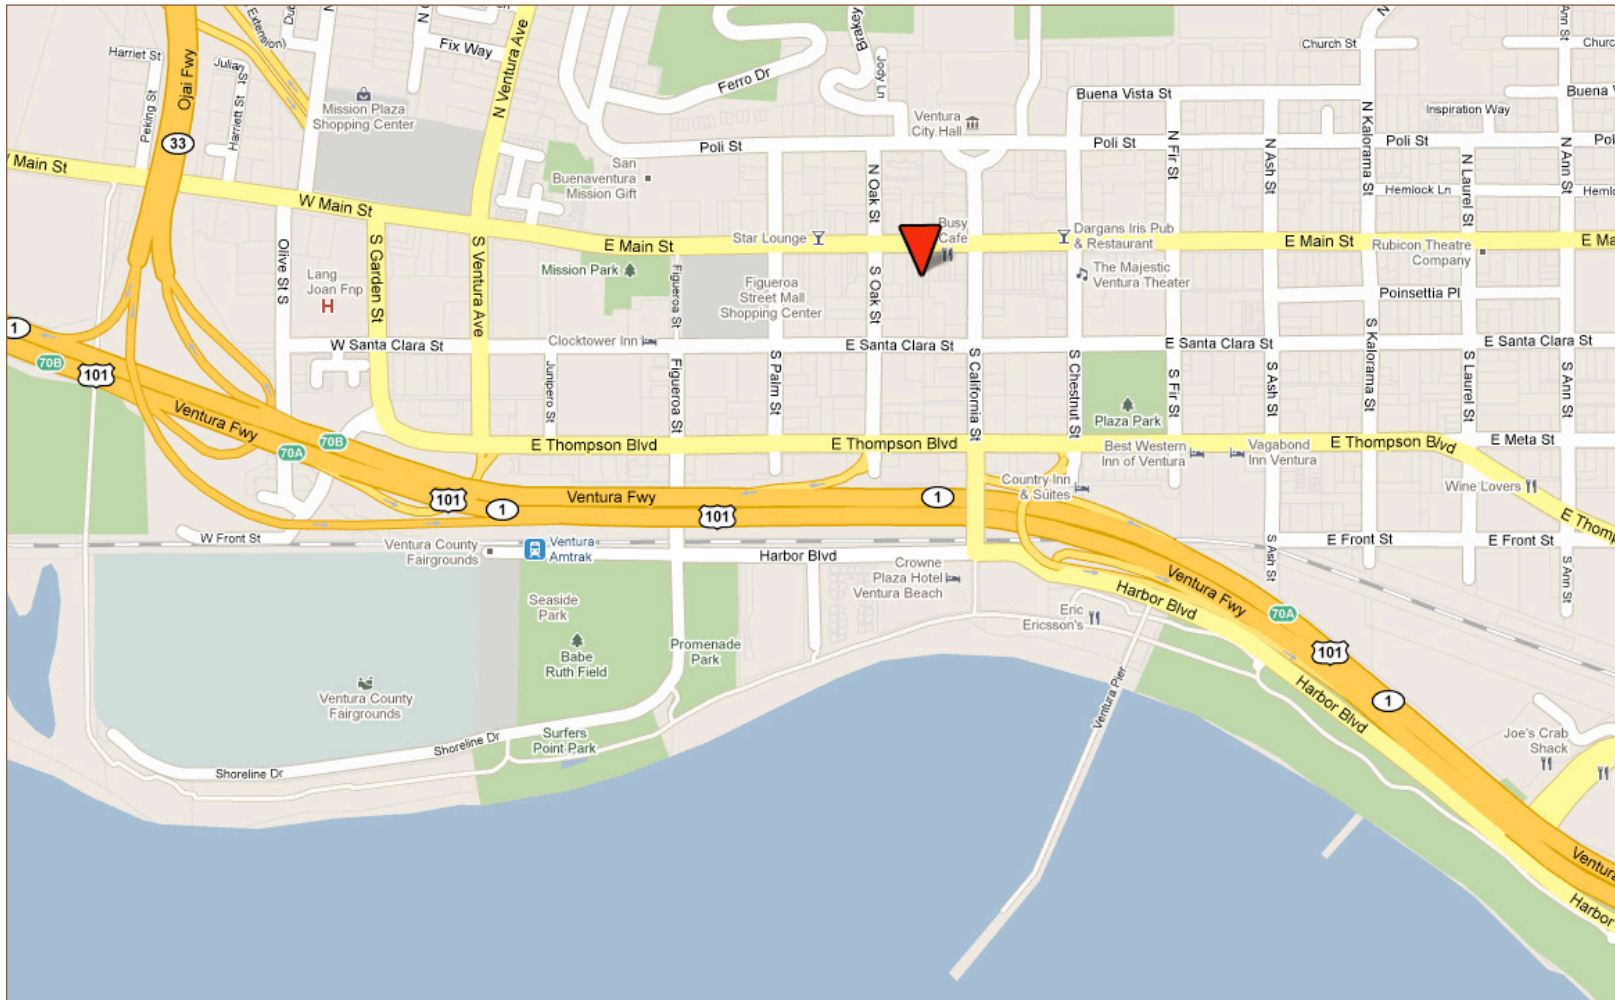 Harriet St
Peking St
Ojai Fwy
33
Julian St
Harriett St
Extension)
N Ventura Ave
Fix Way
Mission Plaza
Shopping Center
Main St
W Main St
Ferro Dr
Brakey
Jody Ln
Ventura
City Hall
Poli St
Poli St
Poli St
Buena Vista St
Church St
Inspiration Way
Hemlock Ln
N Oak St
N Fir St
N Ash St
N Kalorama St
N Laurel St
N Ann St
Ann St
San
Buenaventura
Mission Gift
Star Lounge
Busy
Cafe
Dargans Iris Pub
& Restaurant
The Majestic
Ventura Theater
E Main St
E Main St
Rubicon Theatre
Company
Poinsettia Pl
Mission Park
Figueroa
Street Mall
Shopping Center
Lang
Joan Fnp
H
Olive St S
S Garden St
S Ventura Ave
Figueroa St
S Oak St
1
70B
101
W Santa Clara St
Clocktower Inn
E Santa Clara St
E Santa Clara St
E Santa Clara St
Junipero St
Figueroa St
S Palm St
S California St
S Chestnut St
S Fir St
S Ash St
S Kalorama St
S Laurel St
S Ann St
Plaza Park
Ventura Fwy
70A
70B
E Thompson Blvd
E Thompson Blvd
E Thompson Blvd
E Meta St
Best Western
Inn of Ventura
Vagabond
Inn Ventura
Country Inn
& Suites
Wine Lovers
101
1
Ventura Fwy
101
1
W Front St
Ventura County
Fairgrounds
Ventura
Amtrak
Harbor Blvd
Crowne
Plaza Hotel
Ventura Beach
E Front St
E Front St
S Ash St
S Ann St
Seaside
Park
Babe
Ruth Field
Promenade
Park
Eric
Ericsson's
Harbor Blvd
Ventura Fwy
70A
101
1
Ventura County
Fairgrounds
Surfers
Point Park
Shoreline Dr
Shoreline Dr
Ventura Pier
Harbor Blvd
Joe's Crab
Shack
Harbor